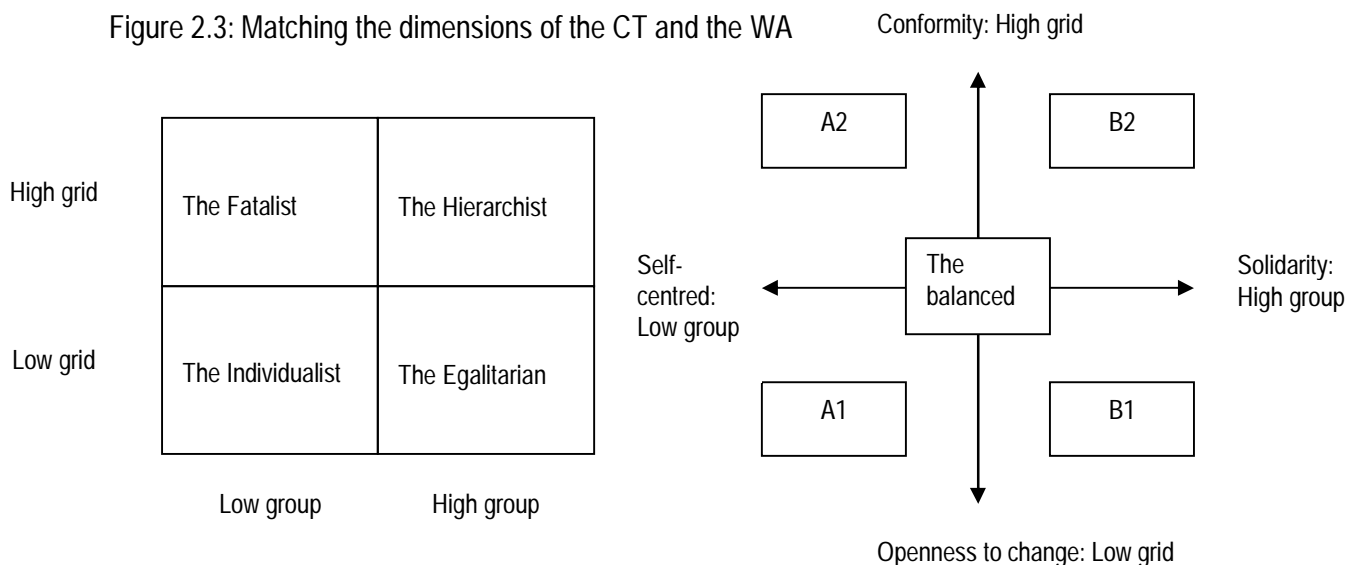 Figure 2.3: Matching the dimensions of the CT and the WA
High grid
The Fatalist
The Hierarchist
Low grid
The Individualist
The Egalitarian
Low group
High group
Conformity: High grid
A2
B2
Self-
centred:
Low group
The
balanced
Solidarity:
High group
A1
B1
Openness to change: Low grid